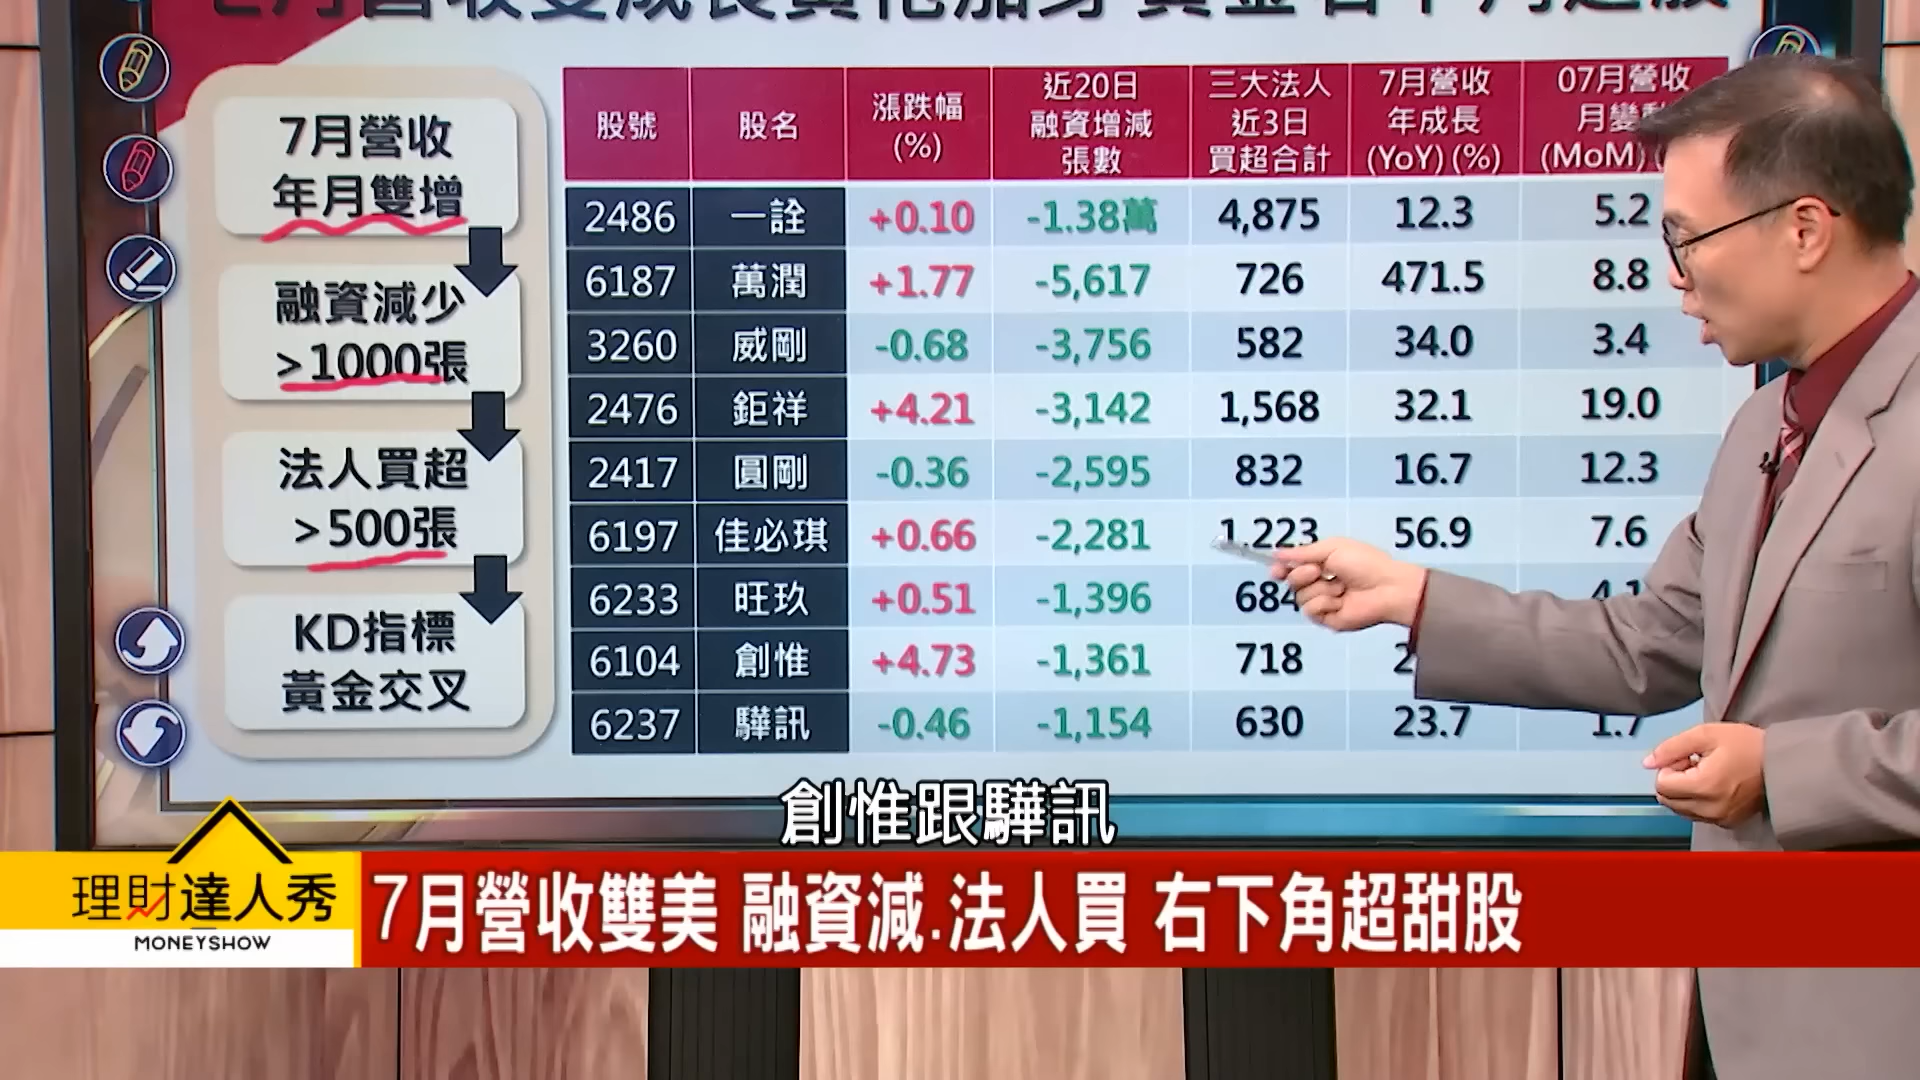 7月營收
年月雙增
融資減少
>1000張
法人買超
>500張
KD指標
黃金交叉
股號 股名 漲跌幅(%) 近20日融資增減張數 三大法人近3日買超合計 7月營收年成長(YoY)(%) 07月營收(MoM)
2486 一詮 +0.10 -1.38萬 4,875 12.3 5.2
6187 萬潤 +1.77 -5,617 726 471.5 8.8
3260 威剛 -0.68 -3,756 582 34.0 3.4
2476 鉅祥 +4.21 -3,142 1,568 32.1 19.0
2417 圓剛 -0.36 -2,595 832 16.7 12.3
6197 佳必琪 +0.66 -2,281 1,223 56.9 7.6
6233 旺玖 +0.51 -1,396 684
6104 創惟 +4.73 -1,361 718
6237 驊訊 -0.46 -1,154 630 23.7 1.7
創惟跟驊訊
理財達人秀
MONEYSHOW
7月營收雙美 融資減.法人買 右下角超甜股